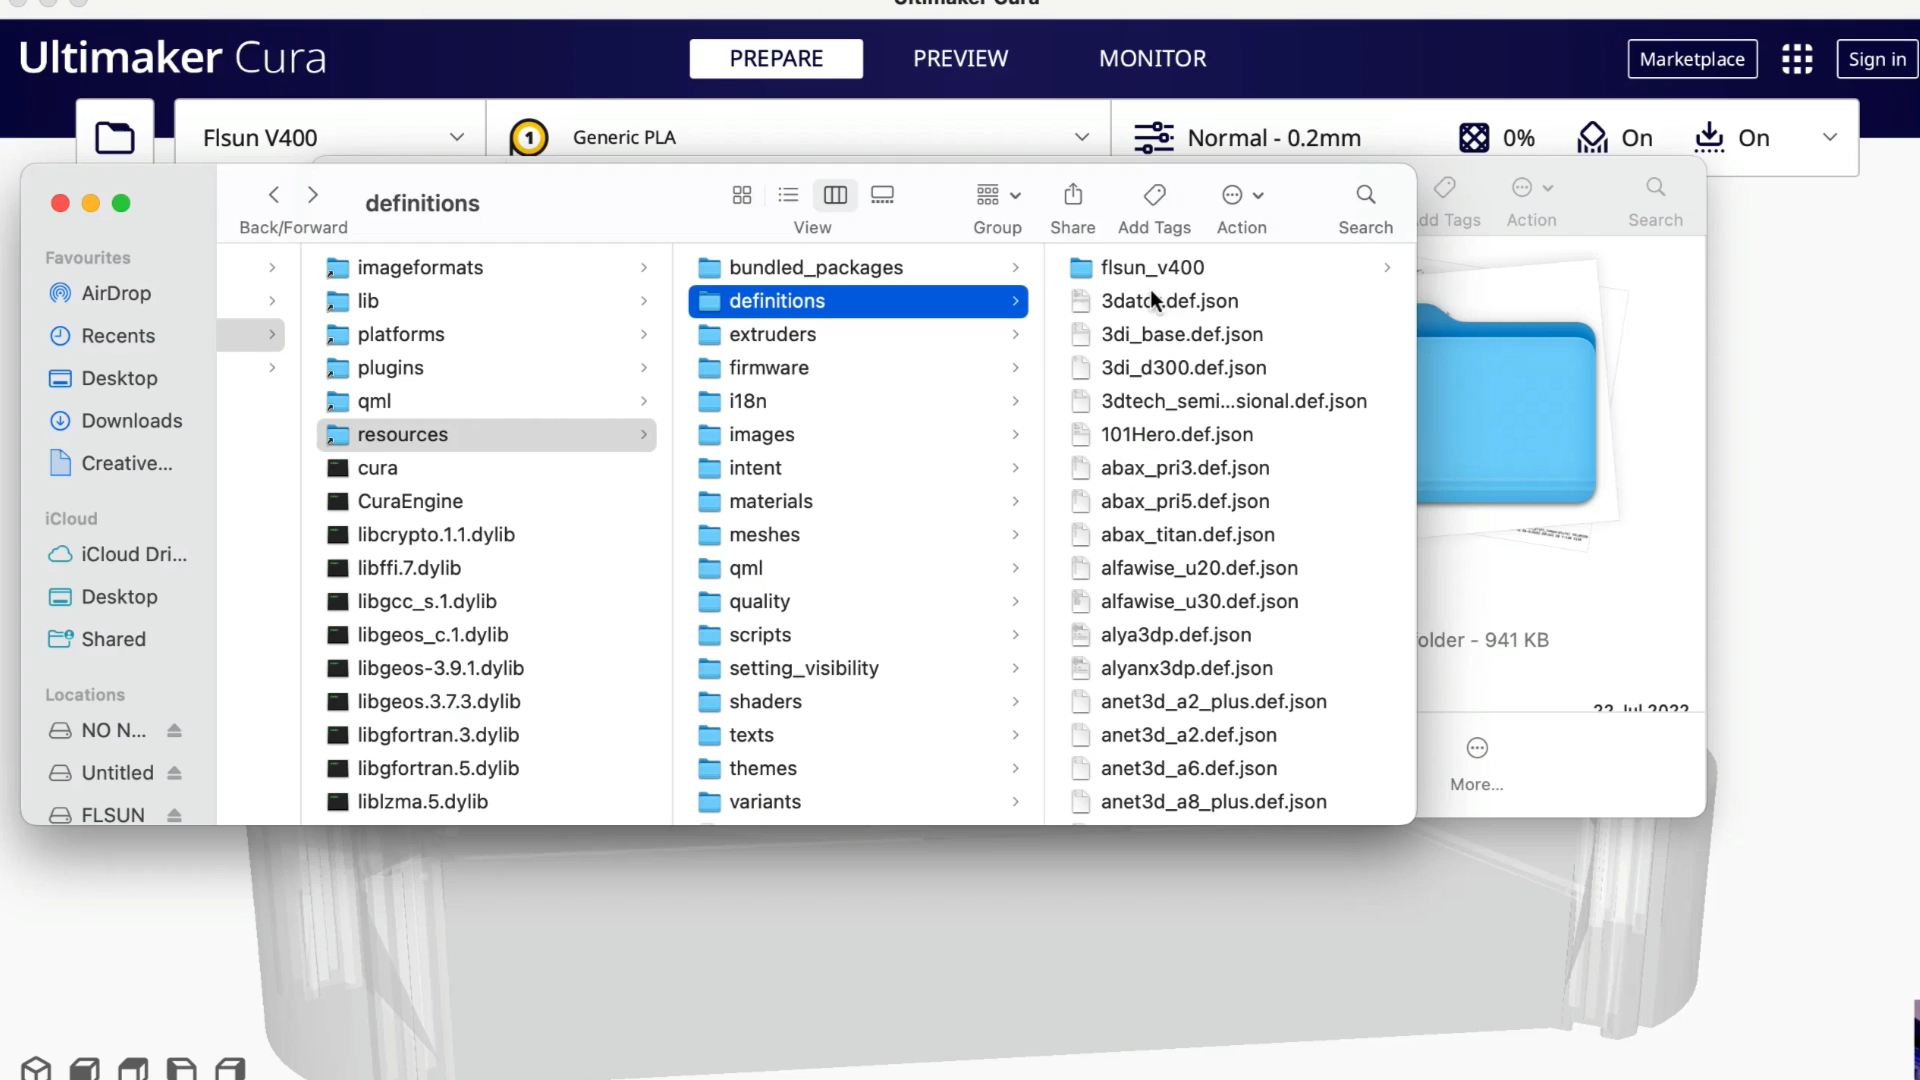 Ultimaker Cura
Ultimaker Cura
PREPARE
PREVIEW
MONITOR
Marketplace
Sign in
Flsun V400
1
Generic PLA
Normal - 0.2mm
0%
On
On
definitions
Back/Forward
View
Group
Share
Add Tags
Action
Search
dd Tags
Action
Search
Favourites
AirDrop
Recents
Desktop
Downloads
Creative...
iCloud
iCloud Dri...
Desktop
Shared
Locations
NO N...
Untitled
FLSUN
imageformats
lib
platforms
plugins
qml
resources
cura
CuraEngine
libcrypto.1.1.dylib
libffi.7.dylib
libgcc_s.1.dylib
libgeos_c.1.dylib
libgeos-3.9.1.dylib
libgeos.3.7.3.dylib
libgfortran.3.dylib
libgfortran.5.dylib
liblzma.5.dylib
bundled_packages
definitions
extruders
firmware
i18n
images
intent
materials
meshes
qml
quality
scripts
setting_visibility
shaders
texts
themes
variants
flsun_v400
.def.json
3di_base.def.json
3di_d300.def.json
3dtech_semi...sional.def.json
101Hero.def.json
abax_pri3.def.json
abax_pri5.def.json
abax_titan.def.json
alfawise_u20.def.json
alfawise_u30.def.json
alya3dp.def.json
alyanx3dp.def.json
anet3d_a2_plus.def.json
anet3d_a2.def.json
anet3d_a6.def.json
anet3d_a8_plus.def.json
older - 941 KB
22 Jul 2022
More...